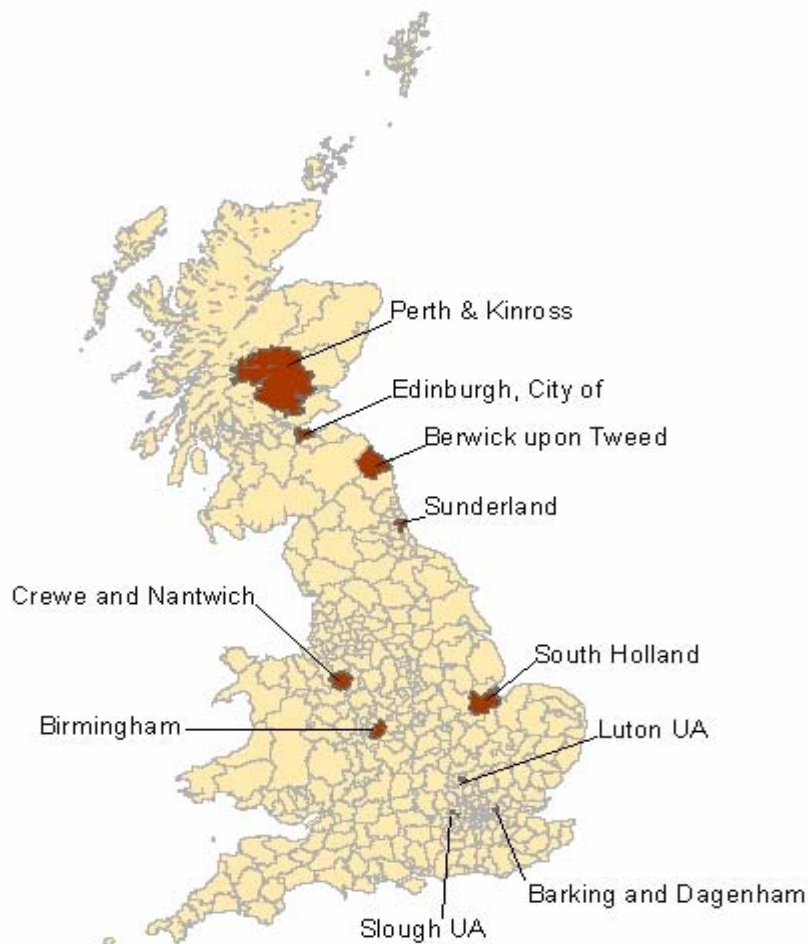 Perth & Kinross
Edinburgh, City of
Berwick upon Tweed
Sunderland
Crewe and Nantwich
South Holland
Birmingham
Luton UA
Barking and Dagenham
Slough UA